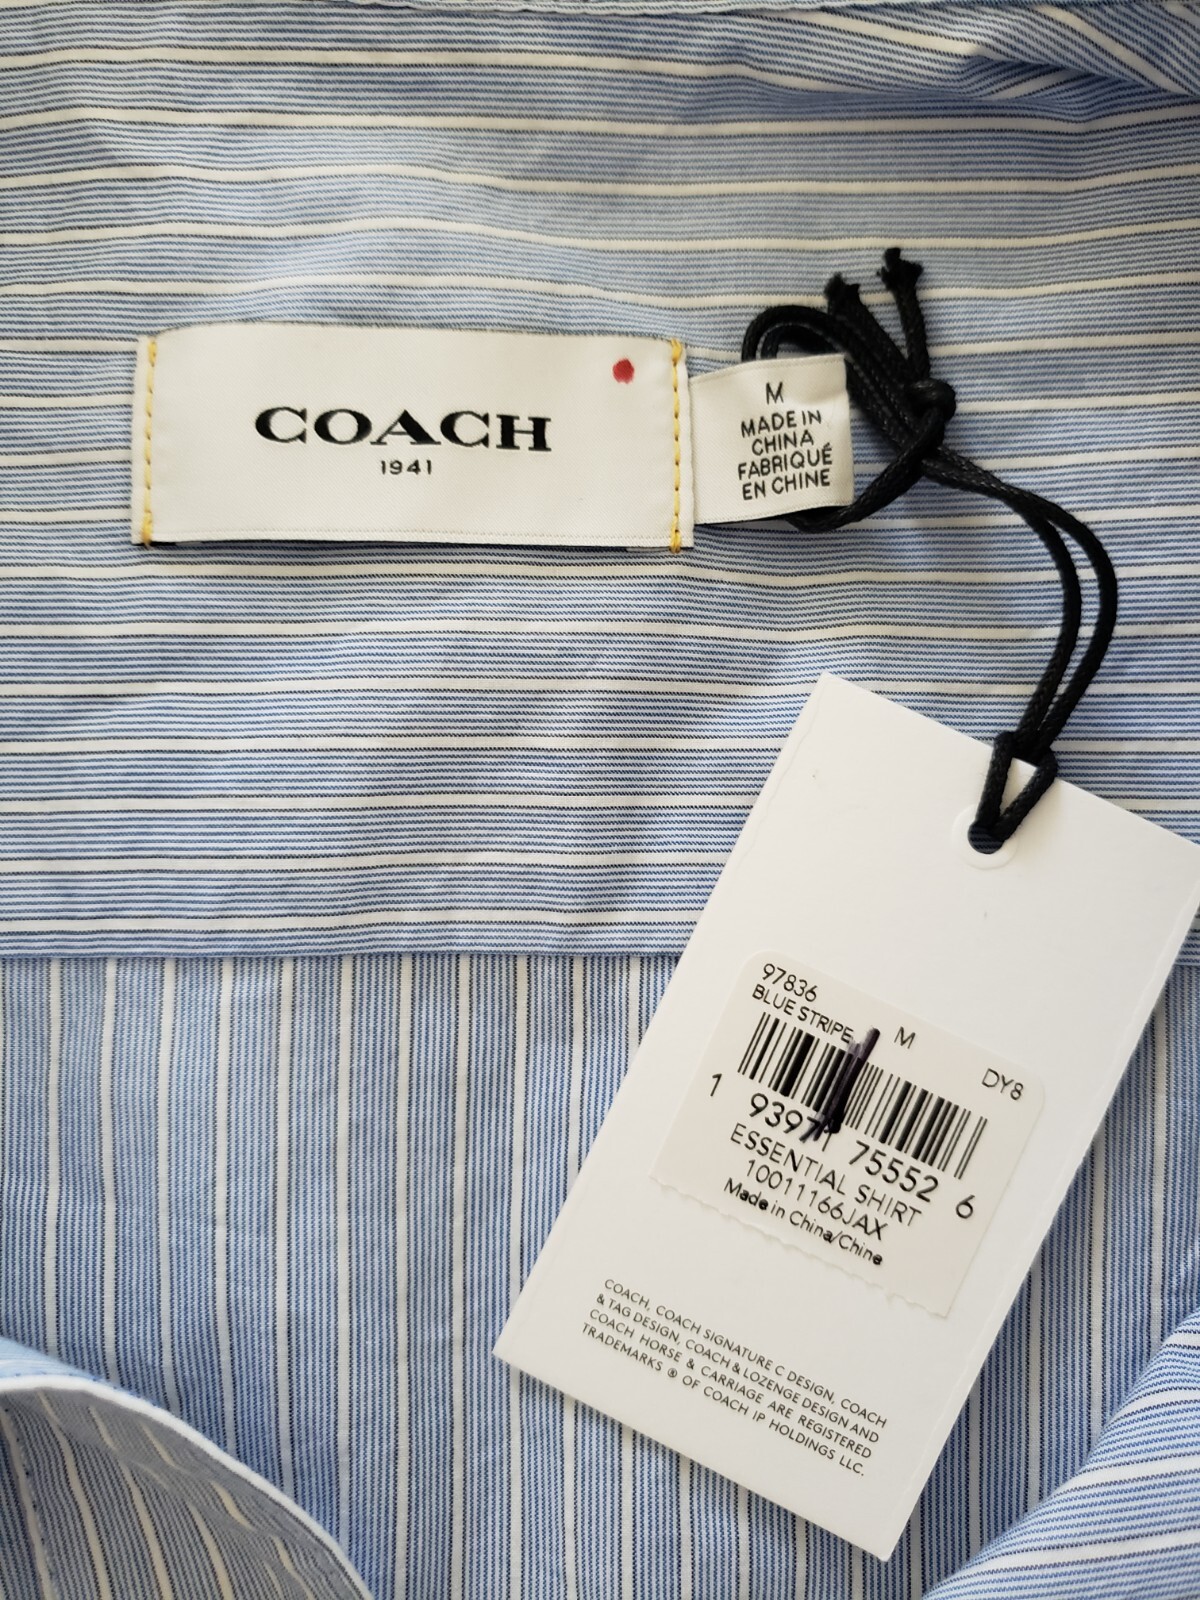 COACH
1941
M
MADE IN
CHINA
FABRIQUÉ
EN CHINE
97836
BLUE STRIPE M
DY8
1 93971 75552 6
ESSENTIAL SHIRT
10011166JAX
Made in China/Chine
COACH, COACH SIGNATURE C DESIGN, COACH
& TAG DESIGN, COACH & LOZENGE DESIGN AND
COACH HORSE & CARRIAGE ARE REGISTERED
TRADEMARKS ® OF COACH IP HOLDINGS LLC.